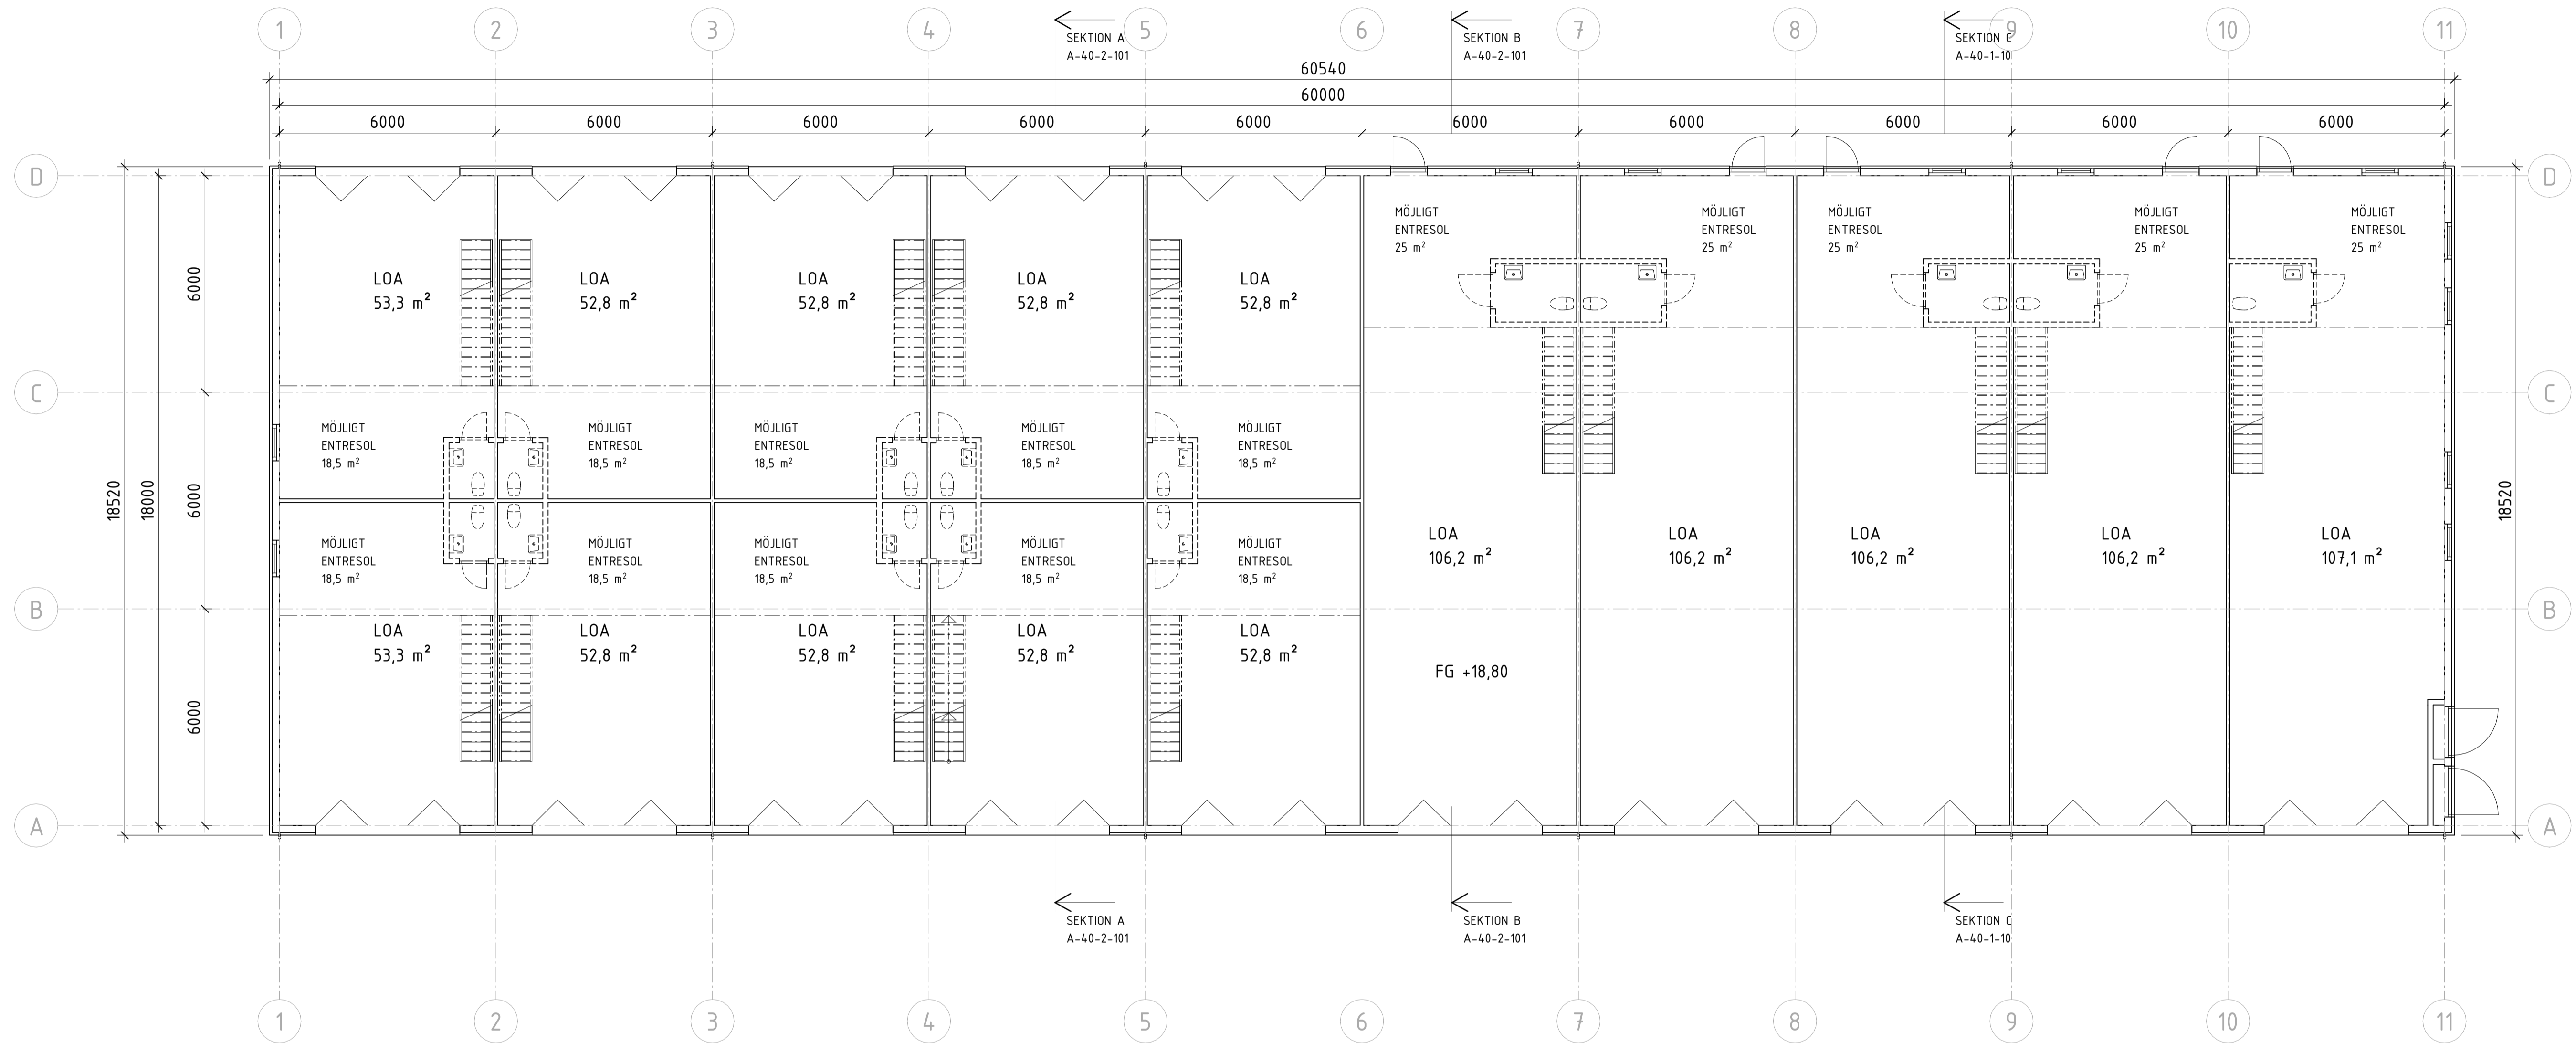 1 2 3 4 5 6 7 8 9 10 11
SEKTION A
A-40-2-101
SEKTION B
A-40-2-101
SEKTION C
A-40-1-10
60540
60000
6000 6000 6000 6000 6000 6000 6000 6000 6000 6000
D
D
MÖJLIGT
ENTRESOL
25 m²
MÖJLIGT
ENTRESOL
25 m²
MÖJLIGT
ENTRESOL
25 m²
MÖJLIGT
ENTRESOL
25 m²
MÖJLIGT
ENTRESOL
25 m²
6000
LOA
53,3 m²
LOA
52,8 m²
LOA
52,8 m²
LOA
52,8 m²
LOA
52,8 m²
C
C
MÖJLIGT
ENTRESOL
18,5 m²
MÖJLIGT
ENTRESOL
18,5 m²
MÖJLIGT
ENTRESOL
18,5 m²
MÖJLIGT
ENTRESOL
18,5 m²
MÖJLIGT
ENTRESOL
18,5 m²
18520
18000
6000
18520
MÖJLIGT
ENTRESOL
18,5 m²
MÖJLIGT
ENTRESOL
18,5 m²
MÖJLIGT
ENTRESOL
18,5 m²
MÖJLIGT
ENTRESOL
18,5 m²
MÖJLIGT
ENTRESOL
18,5 m²
LOA
106,2 m²
LOA
106,2 m²
LOA
106,2 m²
LOA
106,2 m²
LOA
107,1 m²
B
B
LOA
53,3 m²
LOA
52,8 m²
LOA
52,8 m²
LOA
52,8 m²
LOA
52,8 m²
FG +18,80
6000
A
A
SEKTION A
A-40-2-101
SEKTION B
A-40-2-101
SEKTION C
A-40-1-10
1 2 3 4 5 6 7 8 9 10 11